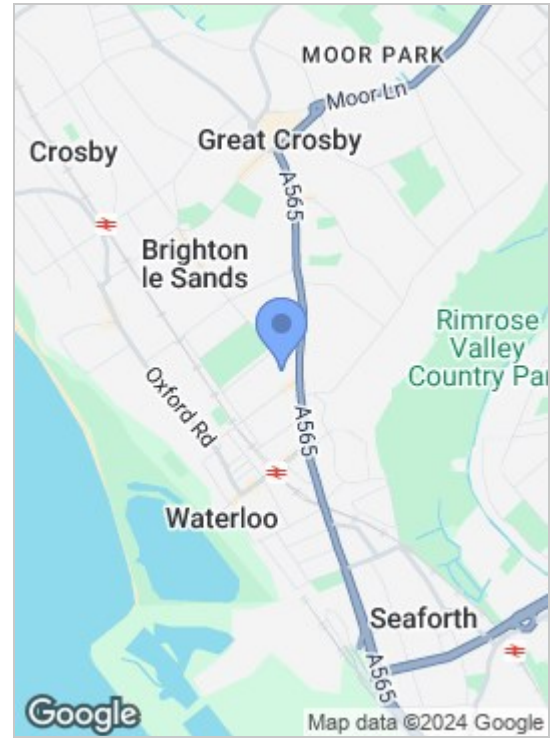 MOOR PARK
Moor Ln
Great Crosby
Crosby
A565
Brighton
le Sands
Rimrose
Valley
Country Par
Oxford Rd
A565
Waterloo
Seaforth
A565
Google
Map data ©2024 Google